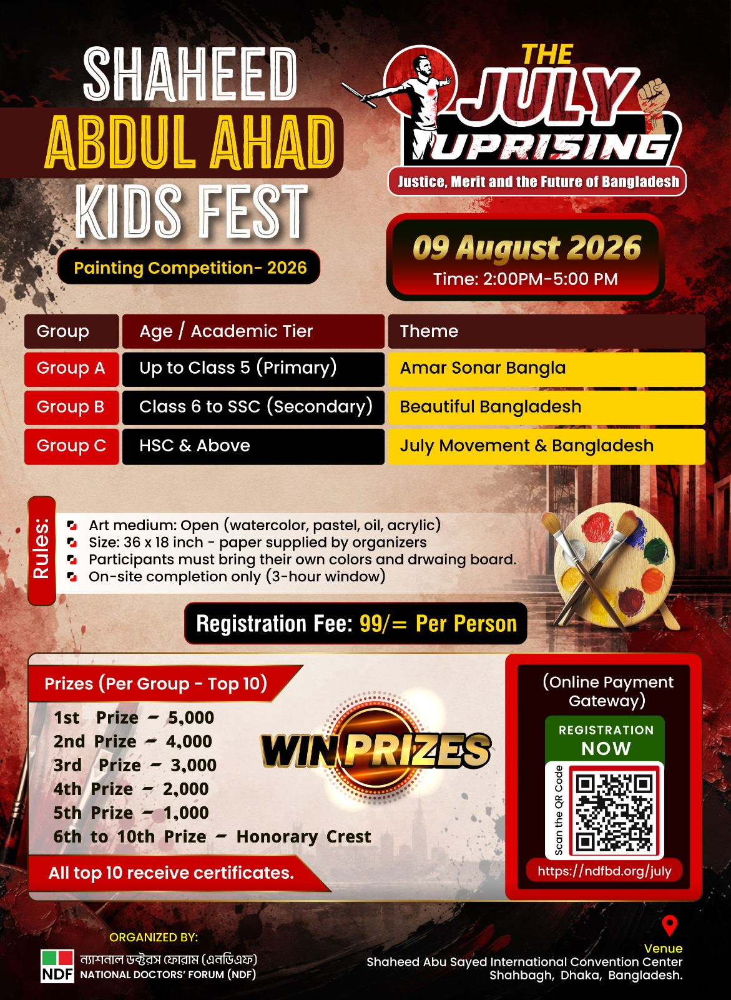 SHAHEED
ABDUL AHAD
KIDS FEST
Painting Competition- 2026
THE
JULY
UPRISING
Justice, Merit and the Future of Bangladesh
09 August 2026
Time: 2:00PM-5:00 PM
Group Age / Academic Tier Theme
Group A Up to Class 5 (Primary) Amar Sonar Bangla
Group B Class 6 to SSC (Secondary) Beautiful Bangladesh
Group C HSC & Above July Movement & Bangladesh
Rules:
Art medium: Open (watercolor, pastel, oil, acrylic)
Size: 36 x 18 inch - paper supplied by organizers
Participants must bring their own colors and drwaing board.
On-site completion only (3-hour window)
Registration Fee: 99/= Per Person
Prizes (Per Group - Top 10)
1st Prize - 5,000
2nd Prize - 4,000
3rd Prize - 3,000
4th Prize - 2,000
5th Prize - 1,000
6th to 10th Prize - Honorary Crest
All top 10 receive certificates.
WIN PRIZES
(Online Payment
Gateway)
REGISTRATION
NOW
Scan the QR Code
https://ndfbd.org/july
ORGANIZED BY:
NDF
ন্যাশনাল ডক্টরস ফোরাম (এনডিএফ)
NATIONAL DOCTORS' FORUM (NDF)
Venue
Shaheed Abu Sayed International Convention Center
Shahbagh, Dhaka, Bangladesh.